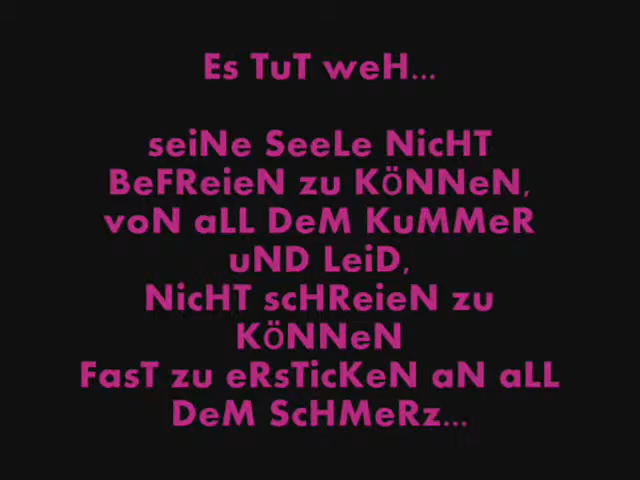 Es TuT weH...
seiNe SeeLe NicHT
BeFReieN zu KÖNNeN,
voN aLL DeM KuMMeR
uND LeiD,
NicHT scHReieN zu
KÖNNeN
FasT zu eRsTicKeN aN aLL
DeM ScHMeRz...